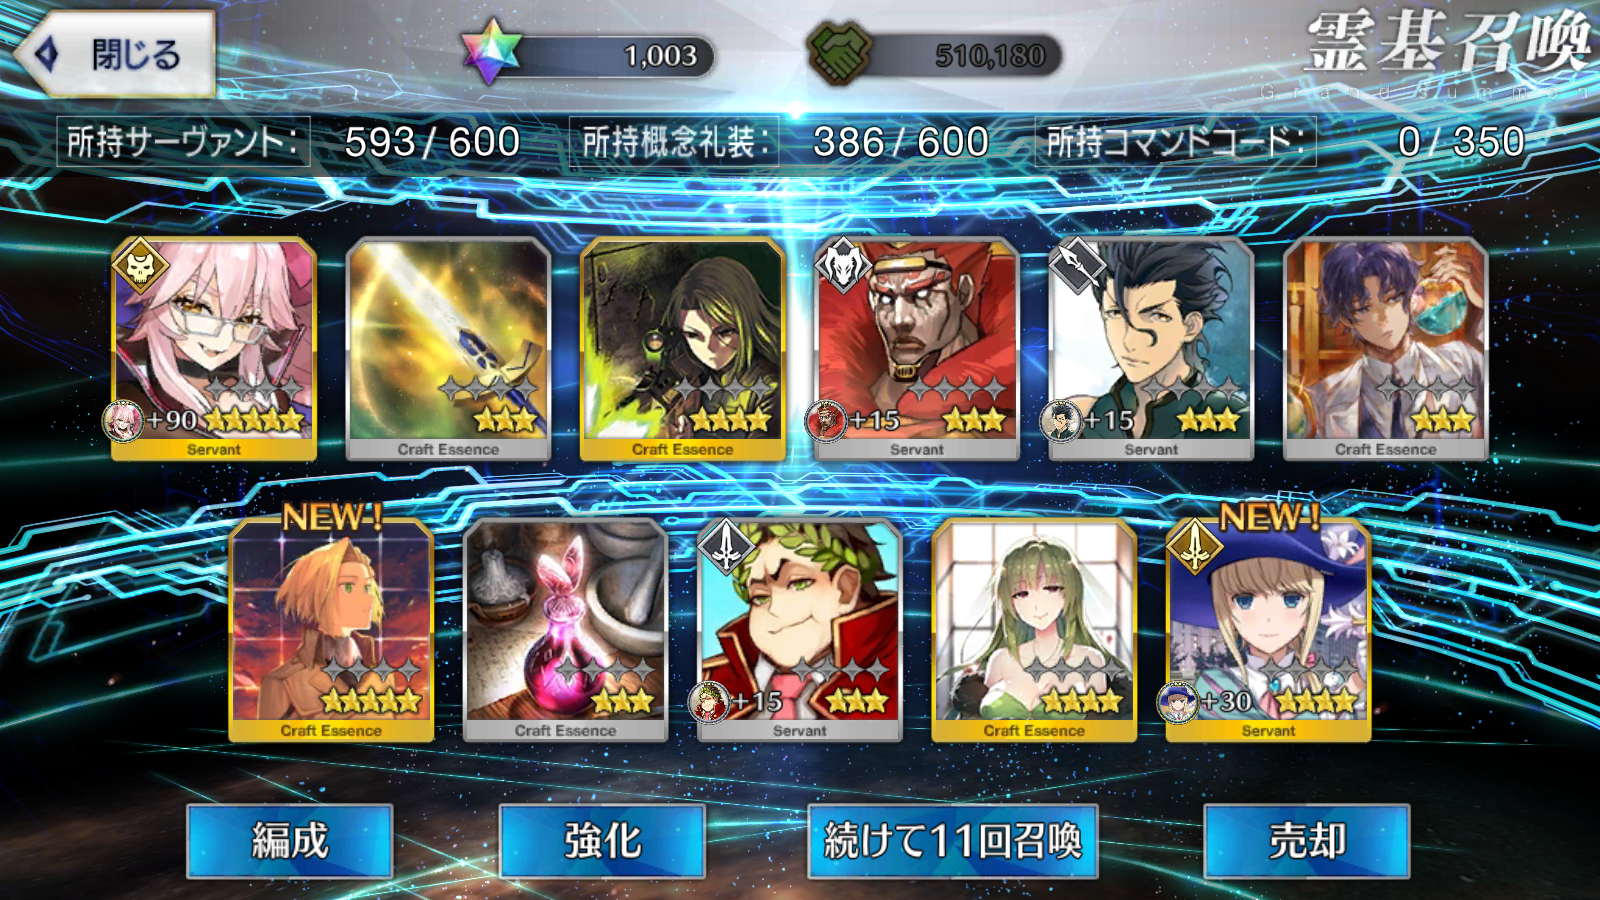 閉じる
1,003
510,180
霊基召喚
Grand summon
所持サーヴァント: 593 / 600
所持概念礼装: 386 / 600
所持コマンドコード: 0 / 350
+90
Servant
Craft Essence
Craft Essence
+15
Servant
+15
Servant
Craft Essence
NEW!
Craft Essence
Craft Essence
+15
Servant
Craft Essence
NEW!
+30
Servant
編成
強化
続けて11回召喚
売却